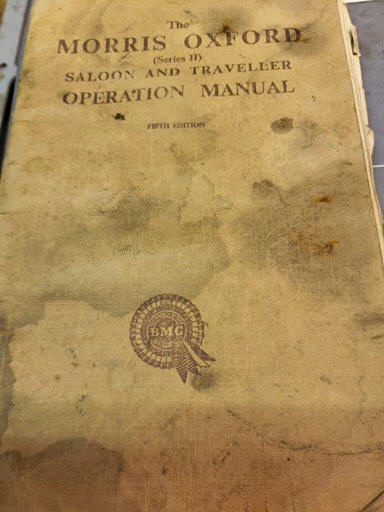 The
MORRIS OXFORD
(Series II)
SALOON AND TRAVELLER
OPERATION MANUAL
FIFTH EDITION
BMC